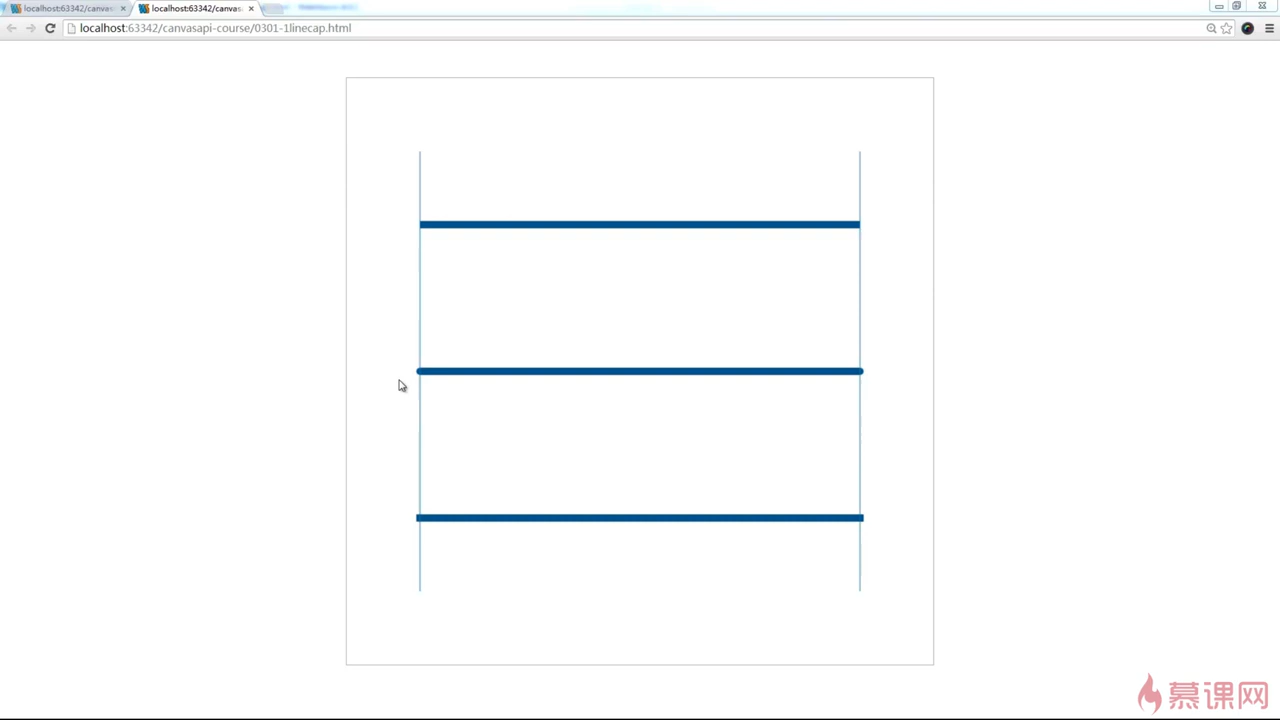 localhost:63342/canvas
localhost:63342/canvas
localhost:63342/canvasapi-course/0301-1linecap.html
慕课网